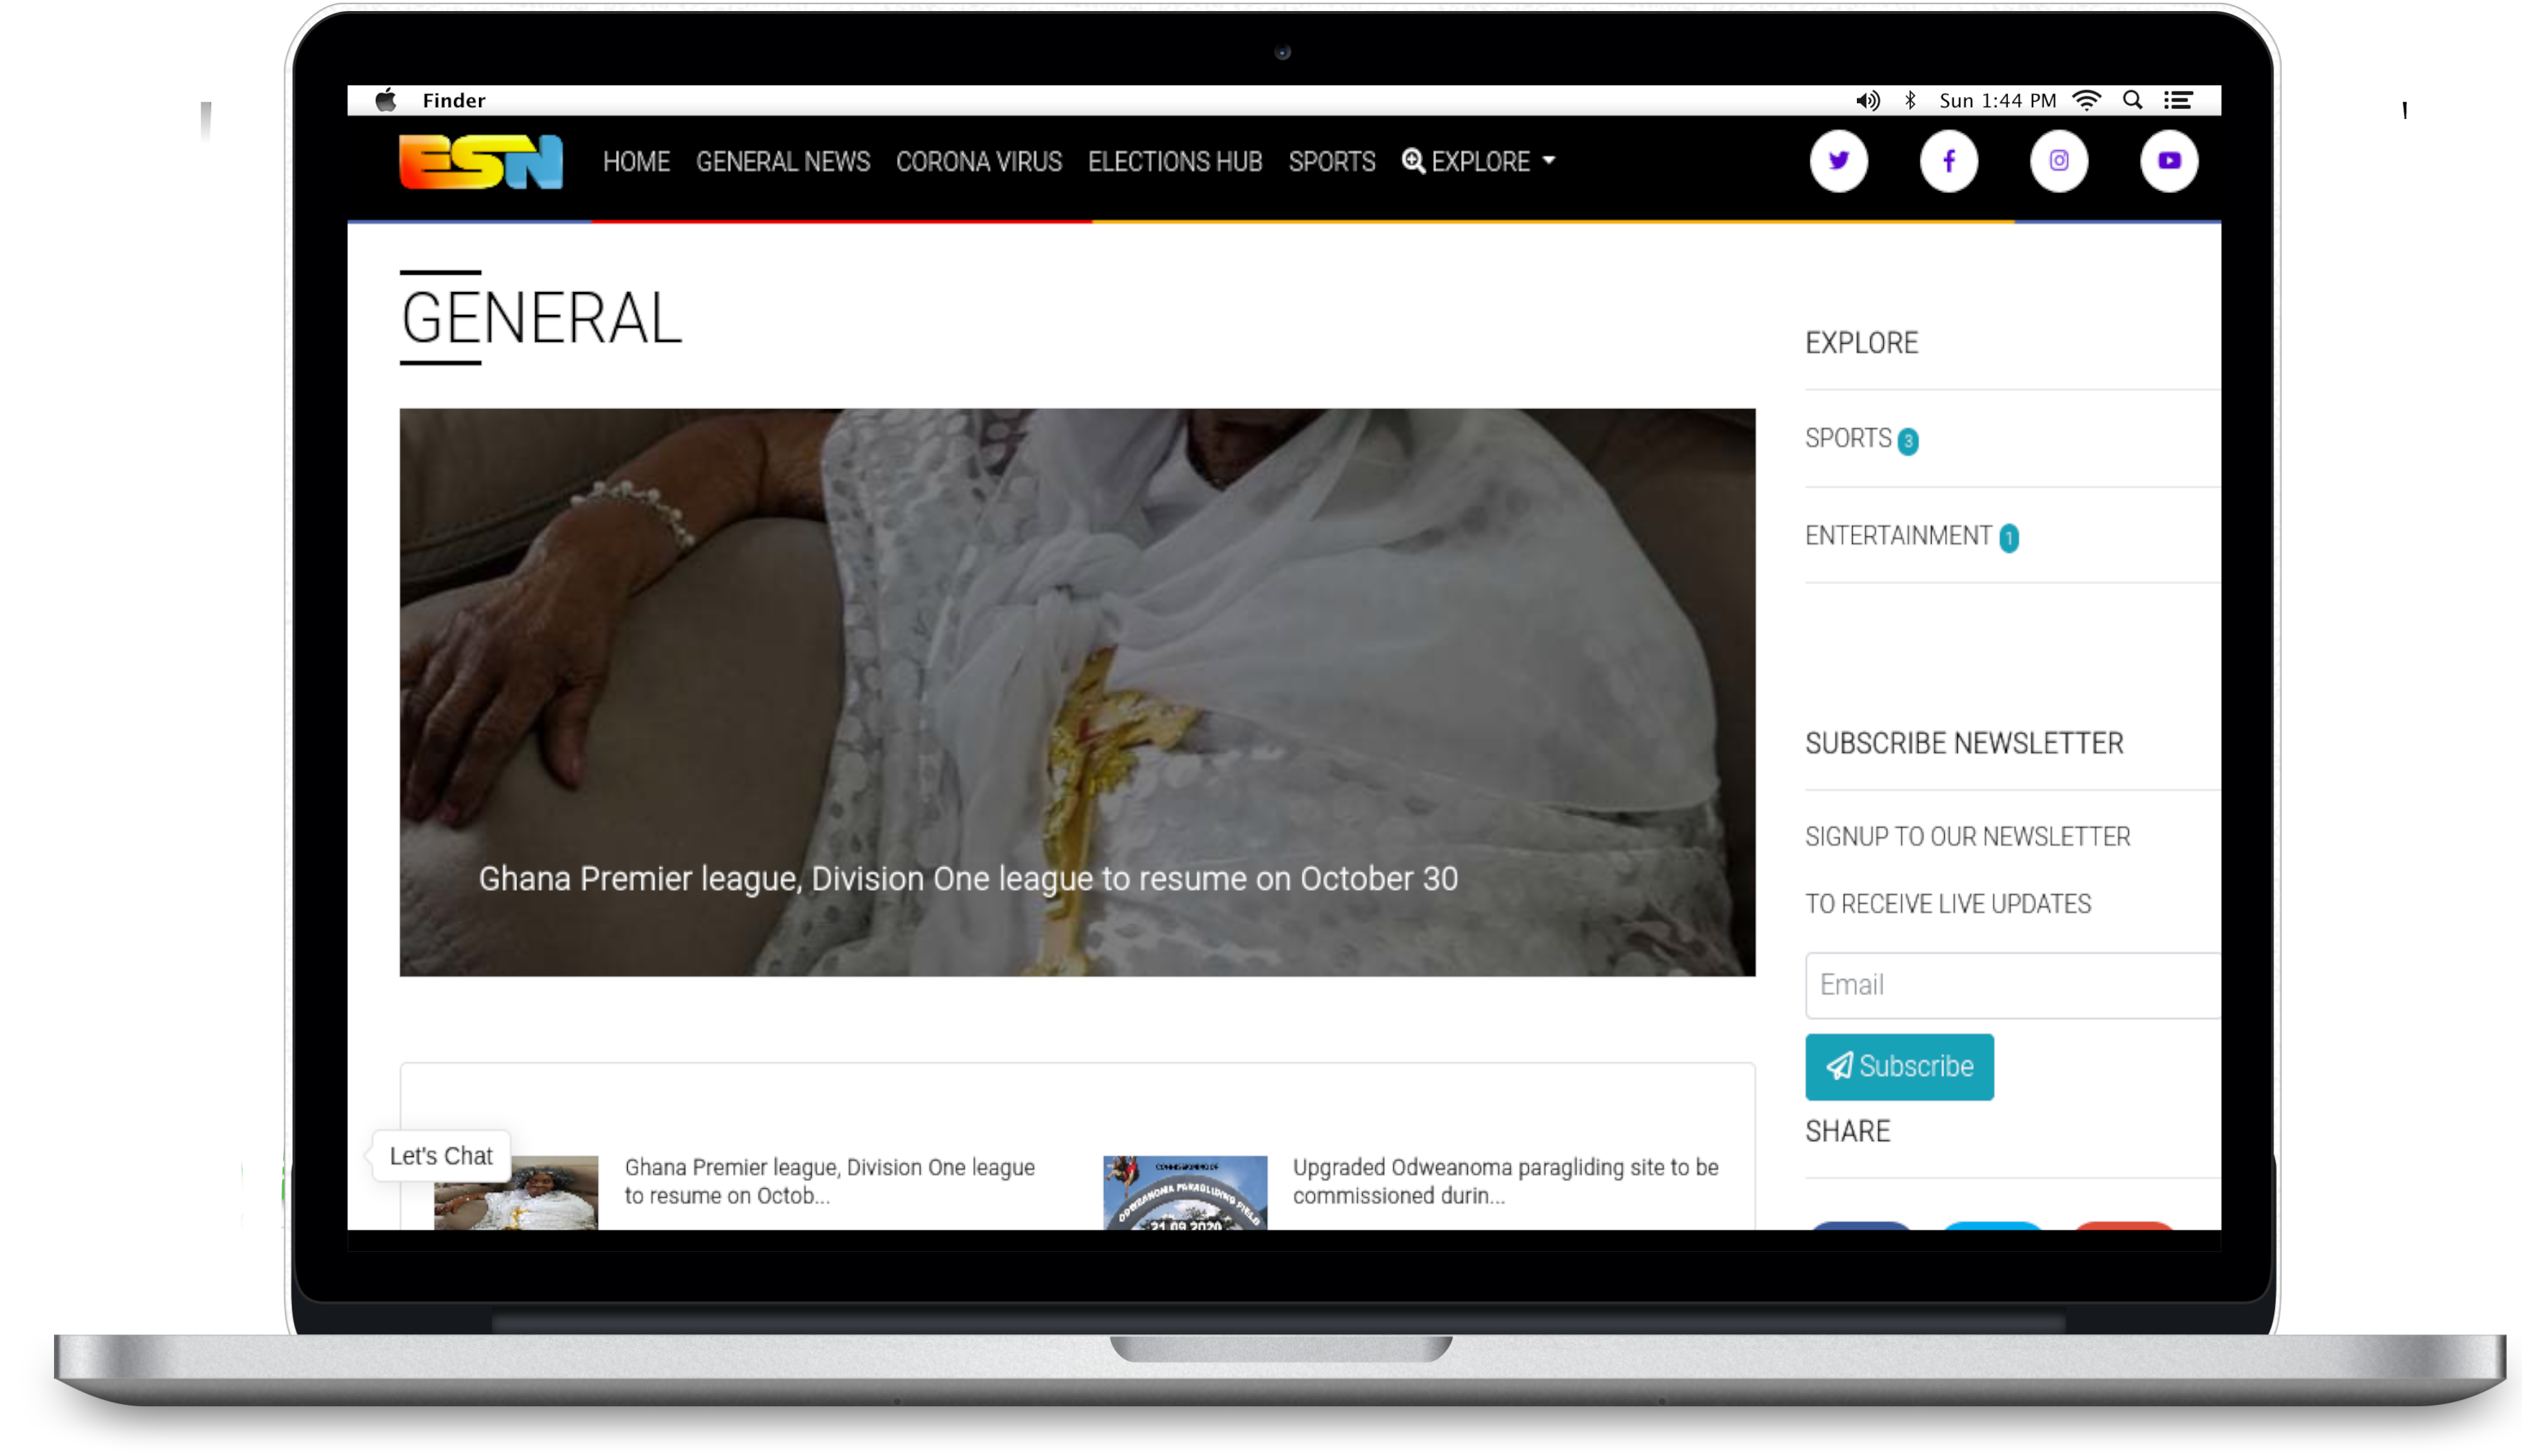 Finder
Sun 1:44 PM
ESN
HOME GENERAL NEWS CORONA VIRUS ELECTIONS HUB SPORTS EXPLORE
GENERAL
Ghana Premier league, Division One league to resume on October 30
Let's Chat
Ghana Premier league, Division One league
to resume on Octob...
ODWEANOMA PARAGLIDING FIELD
21.09.2020
Upgraded Odweanoma paragliding site to be
commissioned durin...
EXPLORE
SPORTS 3
ENTERTAINMENT 1
SUBSCRIBE NEWSLETTER
SIGNUP TO OUR NEWSLETTER
TO RECEIVE LIVE UPDATES
Email
Subscribe
SHARE